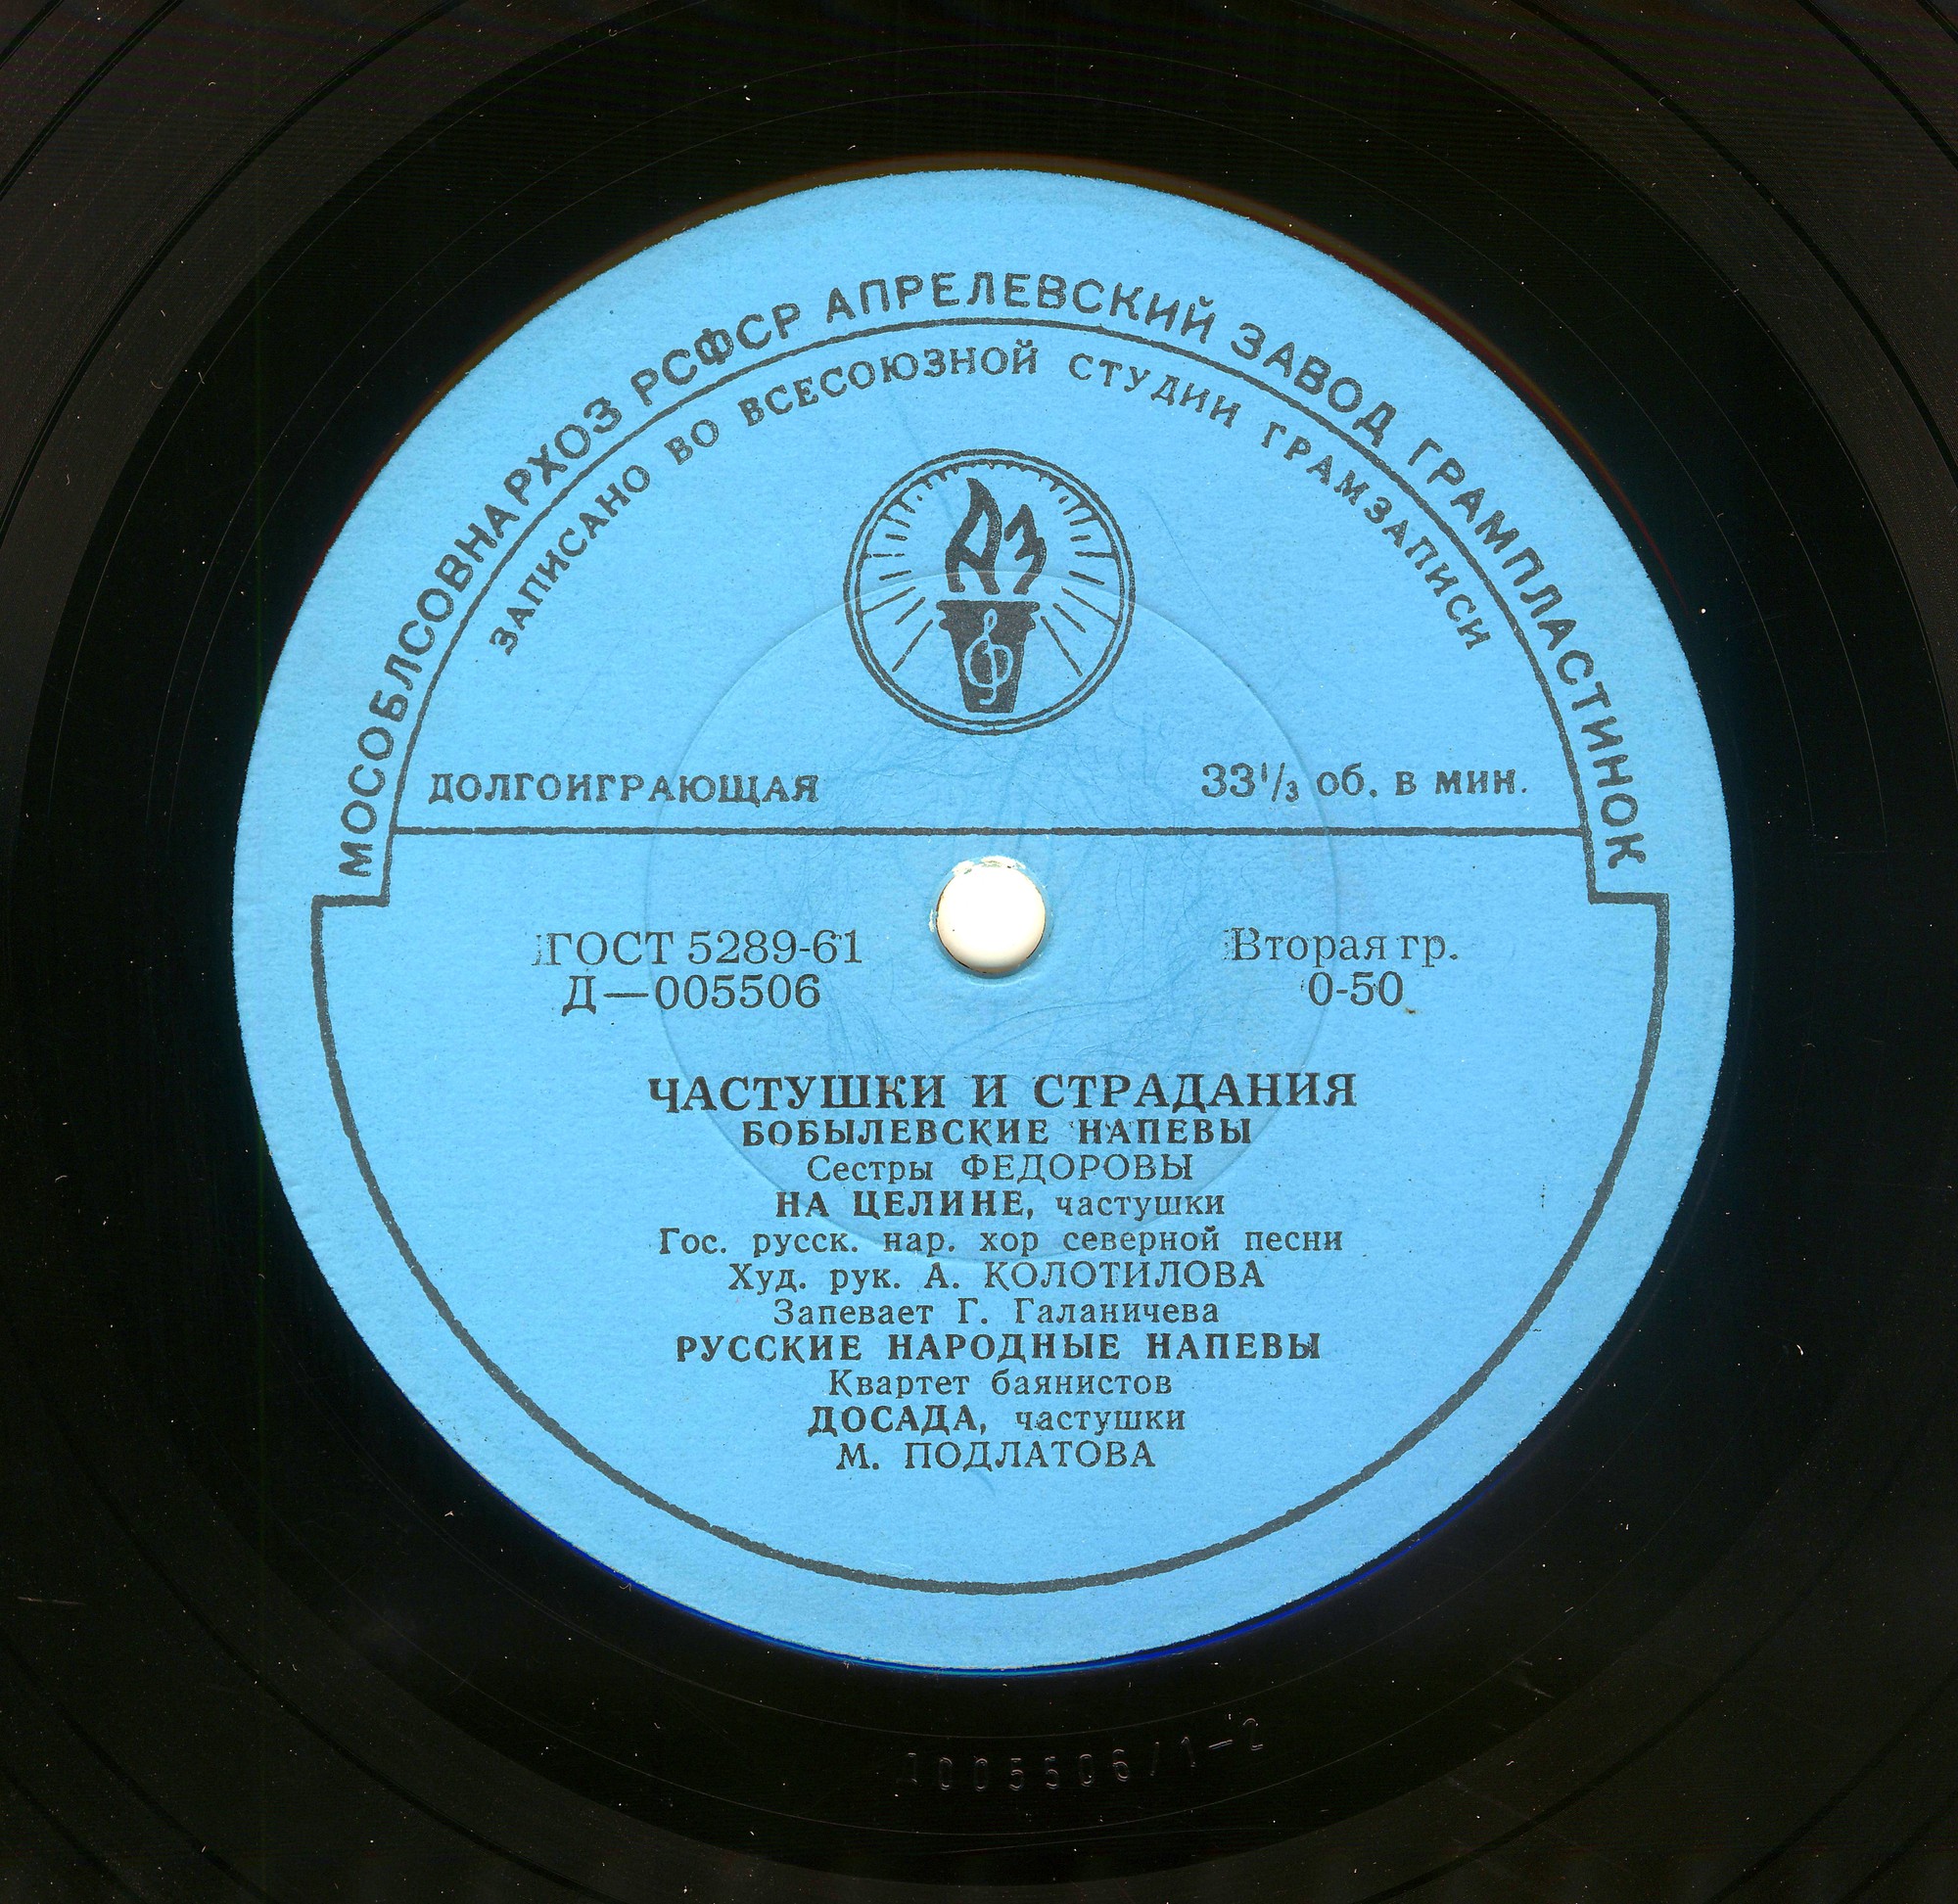 МОСОБЛСОВНАРХОЗ РСФСР АПРЕЛЕВСКИЙ ЗАВОД ГРАМПЛАСТИНОК
ЗАПИСАНО ВО ВСЕСОЮЗНОЙ СТУДИИ ГРАМЗАПИСИ
АЗ
ДОЛГОИГРАЮЩАЯ 33⅓ об. в мин.
ГОСТ 5289-61 Вторая гр.
Д—005506 0-50
ЧАСТУШКИ И СТРАДАНИЯ
БОБЫЛЕВСКИЕ НАПЕВЫ
Сестры ФЕДОРОВЫ
НА ЦЕЛИНЕ, частушки
Гос. русск. нар. хор северной песни
Худ. рук. А. КОЛОТИЛОВА
Запевает Г. Галаничева
РУССКИЕ НАРОДНЫЕ НАПЕВЫ
Квартет баянистов
ДОСАДА, частушки
М. ПОДЛАТОВА
Д005506/1-2